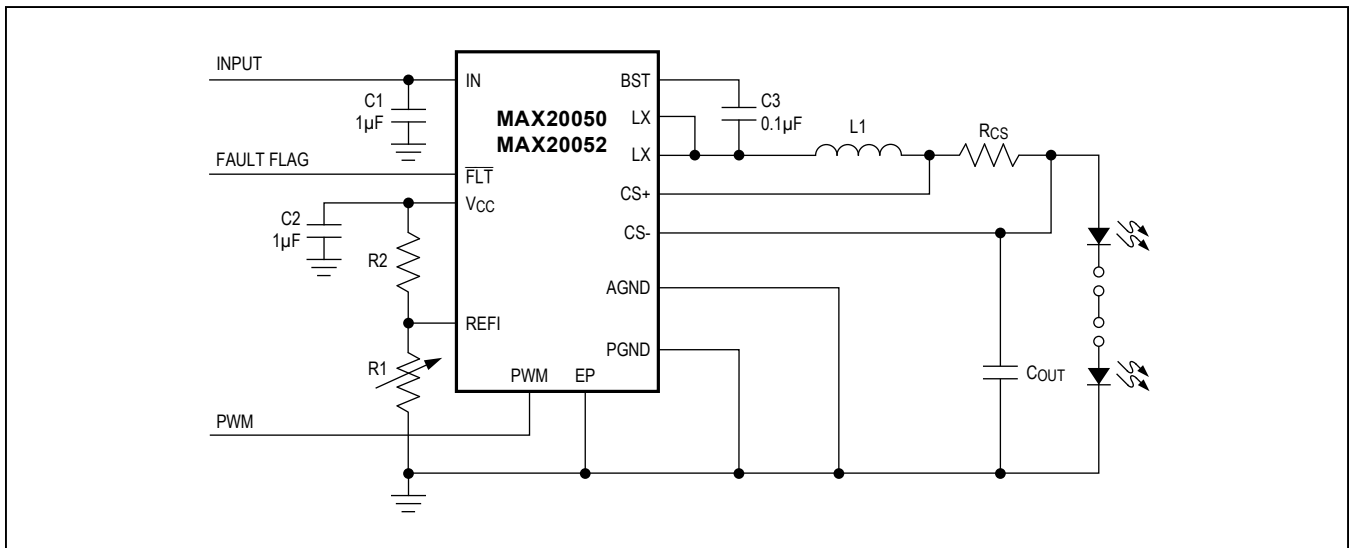 INPUT
C1
1µF
FAULT FLAG
C2
1µF
R2
R1
PWM
IN
FLT
VCC
REFI
PWM
EP
MAX20050
MAX20052
BST
LX
LX
CS+
CS-
AGND
PGND
C3
0.1µF
L1
RCS
COUT